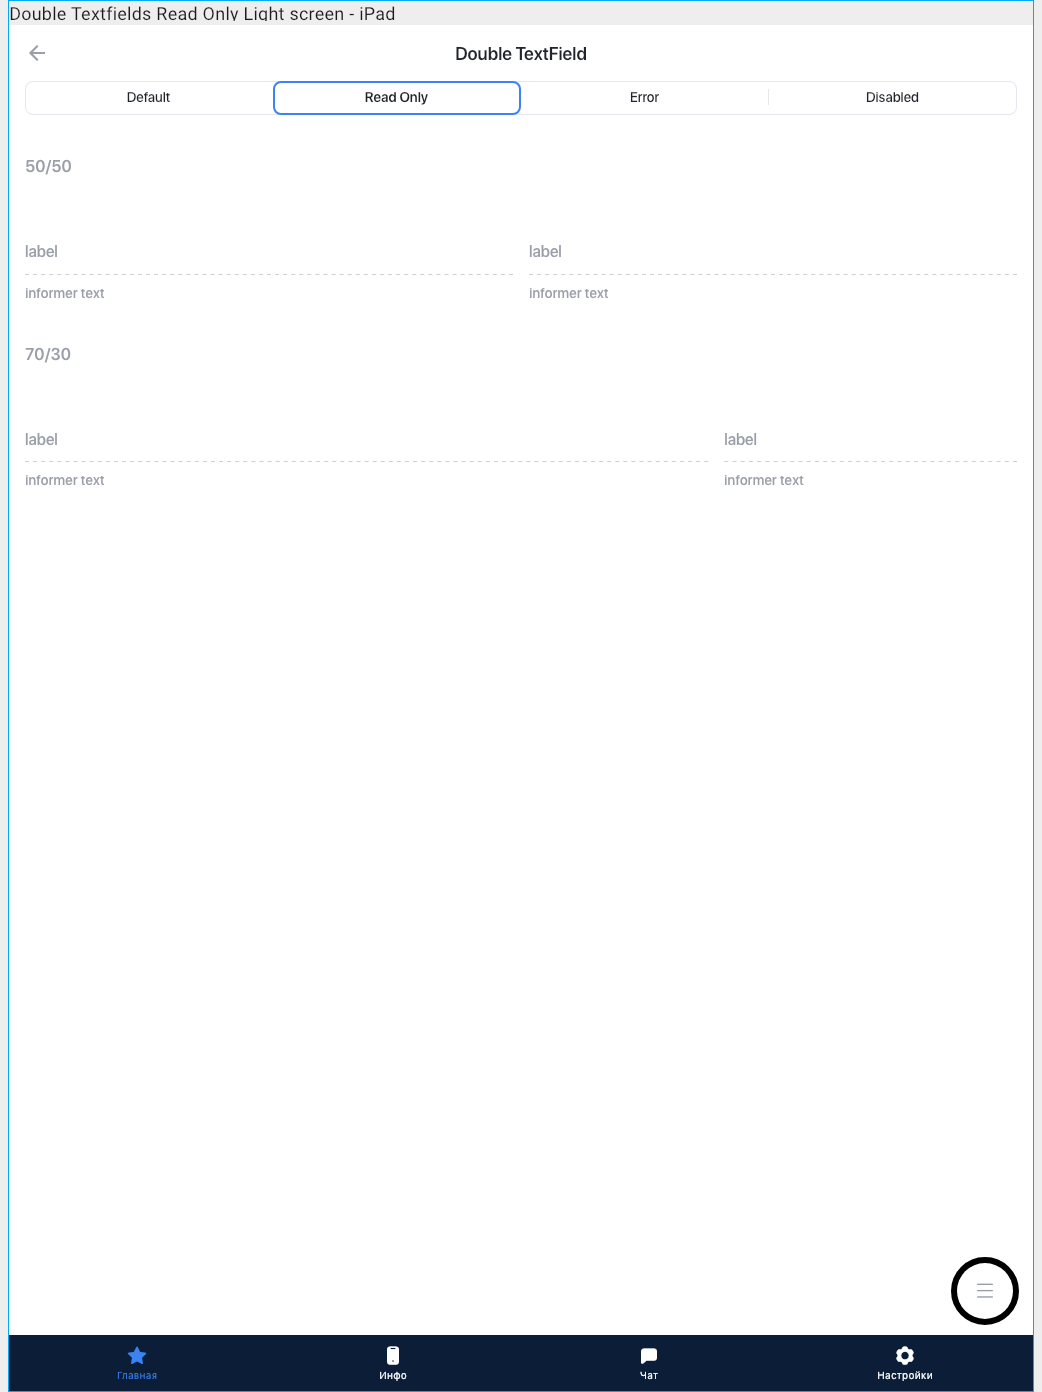 Double Textfields Read Only Light screen - iPad
Double TextField
Default Read Only Error Disabled
50/50
label label
informer text informer text
70/30
label label
informer text informer text
Главная Инфо Чат Настройки